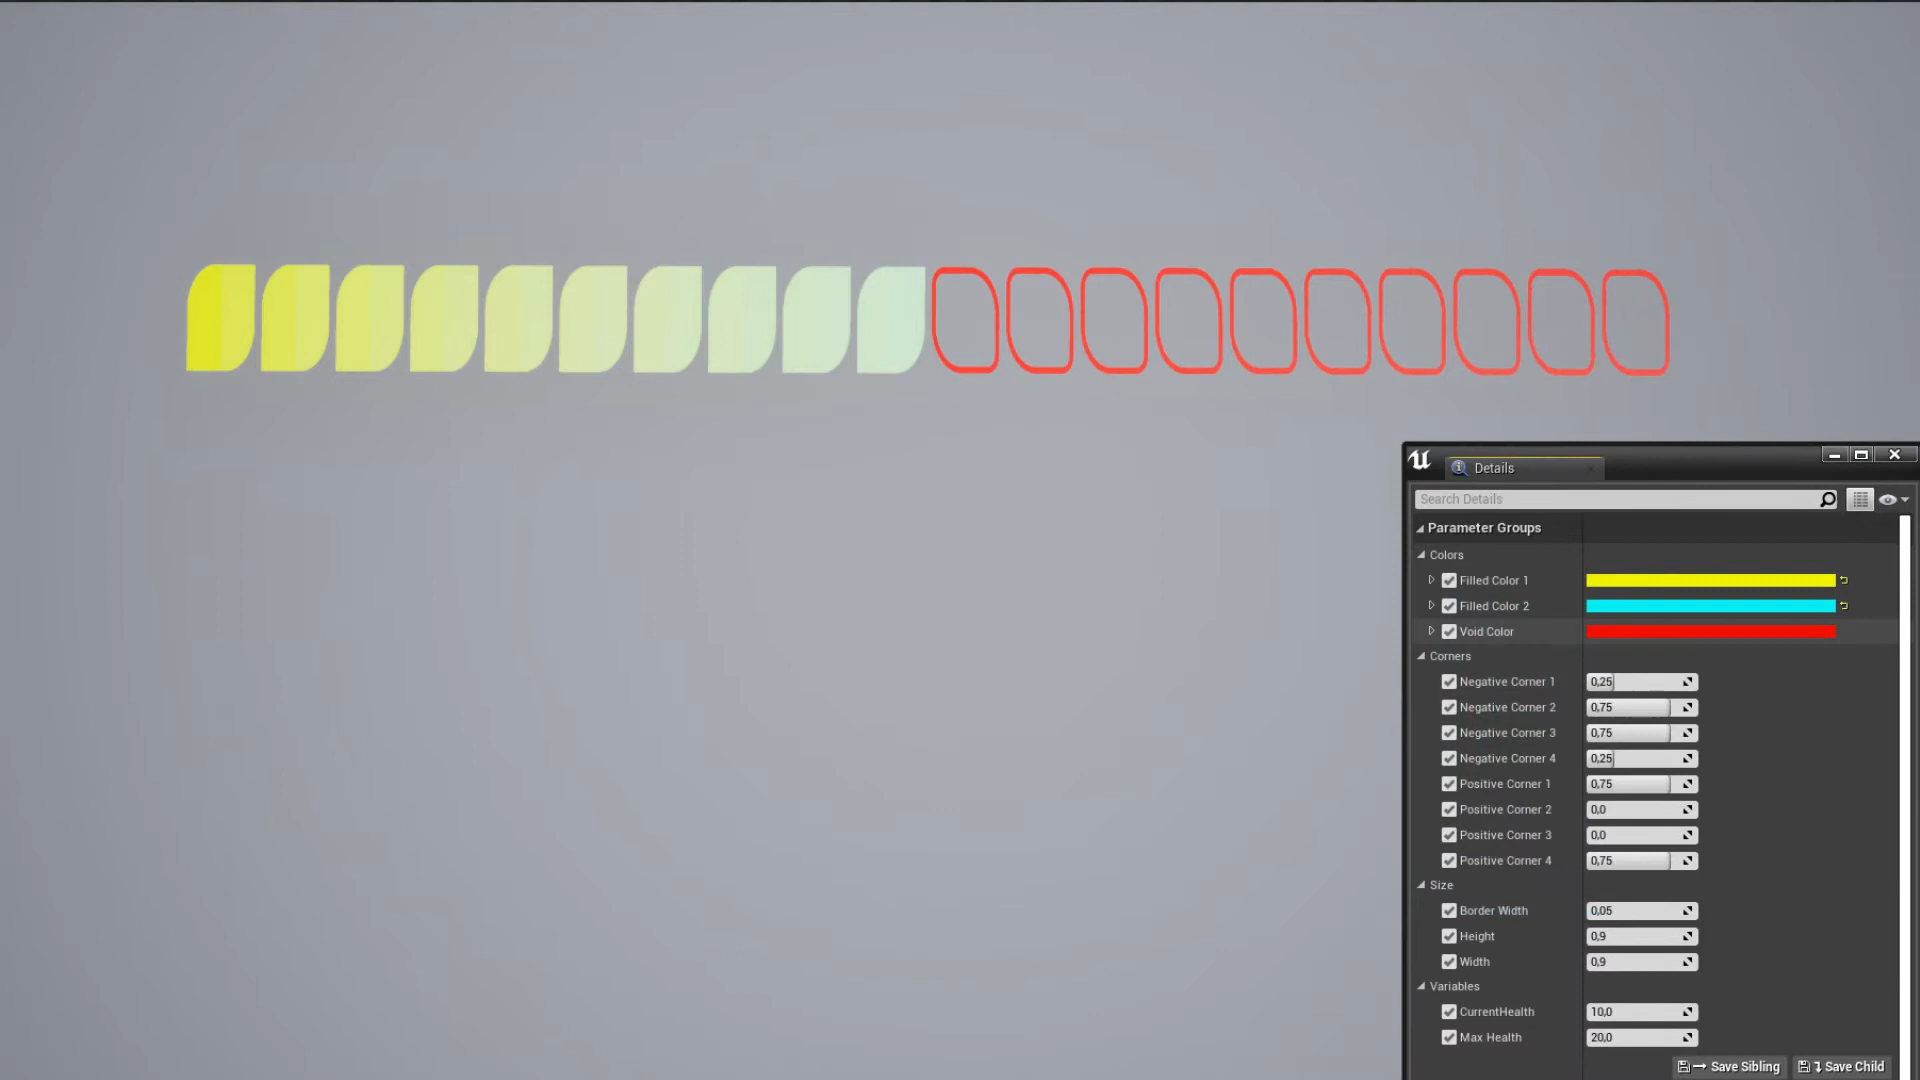 Details
Search Details
Parameter Groups
Colors
Filled Color 1
Filled Color 2
Void Color
Corners
Negative Corner 1 0,25
Negative Corner 2 0,75
Negative Corner 3 0,75
Negative Corner 4 0,25
Positive Corner 1 0,75
Positive Corner 2 0,0
Positive Corner 3 0,0
Positive Corner 4 0,75
Size
Border Width 0,05
Height 0,9
Width 0,9
Variables
CurrentHealth 10,0
Max Health 20,0
Save Sibling Save Child